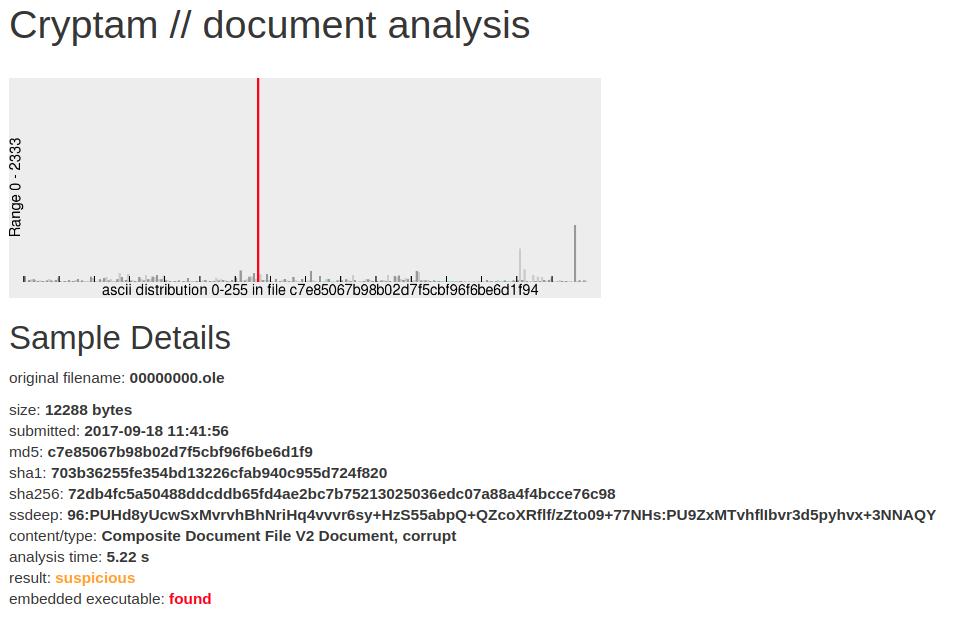 Cryptam // document analysis
Range 0 - 2333
ascii distribution 0-255 in file c7e85067b98b02d7f5cbf96f6be6d1f94
Sample Details
original filename: 00000000.ole
size: 12288 bytes
submitted: 2017-09-18 11:41:56
md5: c7e85067b98b02d7f5cbf96f6be6d1f9
sha1: 703b36255fe354bd13226cfab940c955d724f820
sha256: 72db4fc5a50488ddcddb65fd4ae2bc7b75213025036edc07a88a4f4bcce76c98
ssdeep: 96:PUHd8yUcwSxMvrvhBhNriHq4vvvr6sy+HzS55abpQ+QZcoXRflf/zZto09+77NHs:PU9ZxMTvhfIIbvr3d5pyhvx+3NNAQY
content/type: Composite Document File V2 Document, corrupt
analysis time: 5.22 s
result: suspicious
embedded executable: found